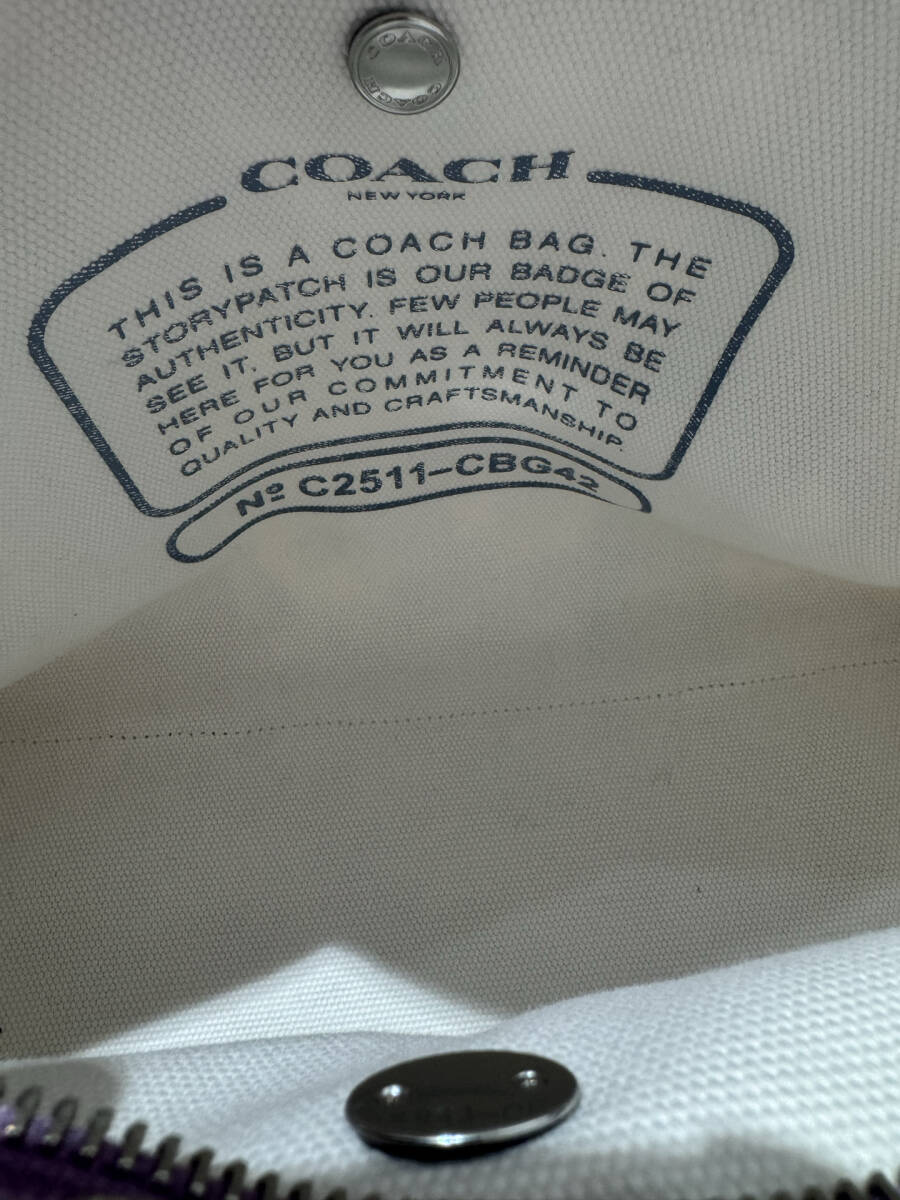 COACH COACH
COACH
NEW YORK
THIS IS A COACH BAG. THE
STORYPATCH IS OUR BADGE OF
AUTHENTICITY. FEW PEOPLE MAY
SEE IT, BUT IT WILL ALWAYS BE
HERE FOR YOU AS A REMINDER
OF OUR COMMITMENT TO
QUALITY AND CRAFTSMANSHIP.
Nº C2511-CBG42